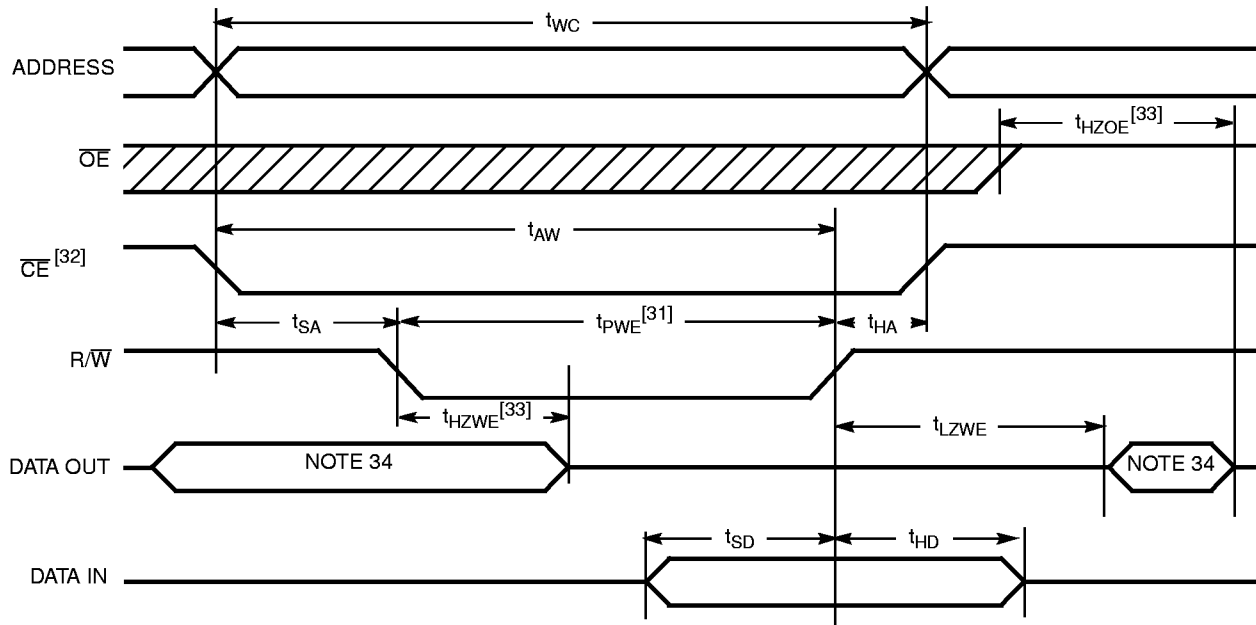 tWC
ADDRESS
tHZOE[33]
OE
tAW
CE [32]
tSA
tPWE[31]
tHA
R/W
tHZWE[33]
tLZWE
DATA OUT
NOTE 34
NOTE 34
tSD
tHD
DATA IN